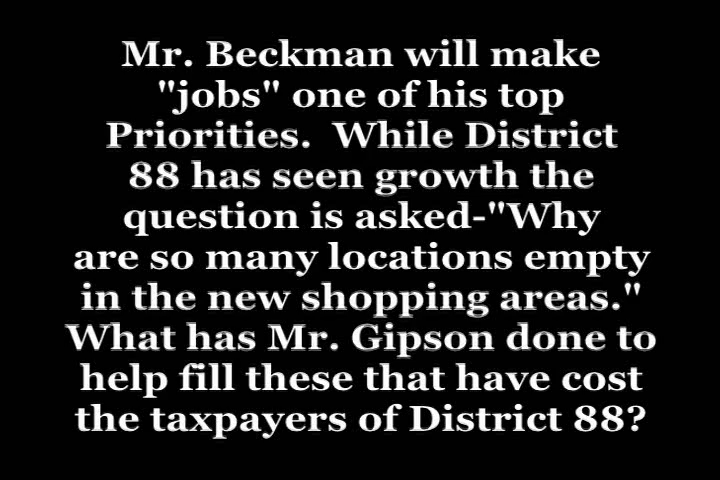 Mr. Beckman will make
"jobs" one of his top
Priorities.  While District
88 has seen growth the
question is asked-"Why
are so many locations empty
in the new shopping areas."
What has Mr. Gipson done to
help fill these that have cost
the taxpayers of District 88?